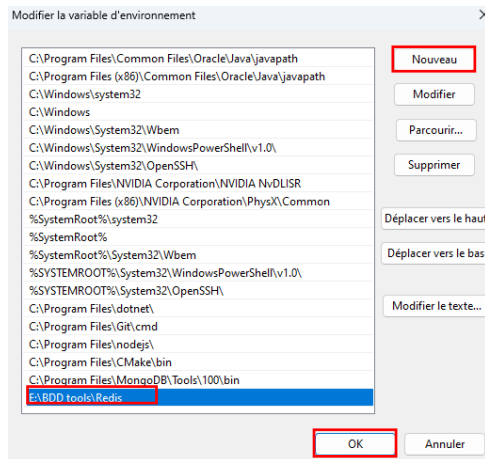 Modifier la variable d'environnement
C:\Program Files\Common Files\Oracle\Java\javapath
C:\Program Files (x86)\Common Files\Oracle\Java\javapath
C:\Windows\system32
C:\Windows
C:\Windows\System32\Wbem
C:\Windows\System32\WindowsPowerShell\v1.0\
C:\Windows\System32\OpenSSH\
C:\Program Files\NVIDIA Corporation\NVIDIA NvDLISR
C:\Program Files (x86)\NVIDIA Corporation\PhysX\Common
%SystemRoot%\system32
%SystemRoot%
%SystemRoot%\System32\Wbem
%SYSTEMROOT%\System32\WindowsPowerShell\v1.0\
%SYSTEMROOT%\System32\OpenSSH\
C:\Program Files\dotnet\
C:\Program Files\Git\cmd
C:\Program Files\nodejs\
C:\Program Files\CMake\bin
C:\Program Files\MongoDB\Tools\100\bin
E:\BDD tools\Redis
Nouveau
Modifier
Parcourir...
Supprimer
Déplacer vers le haut
Déplacer vers le bas
Modifier le texte...
OK
Annuler